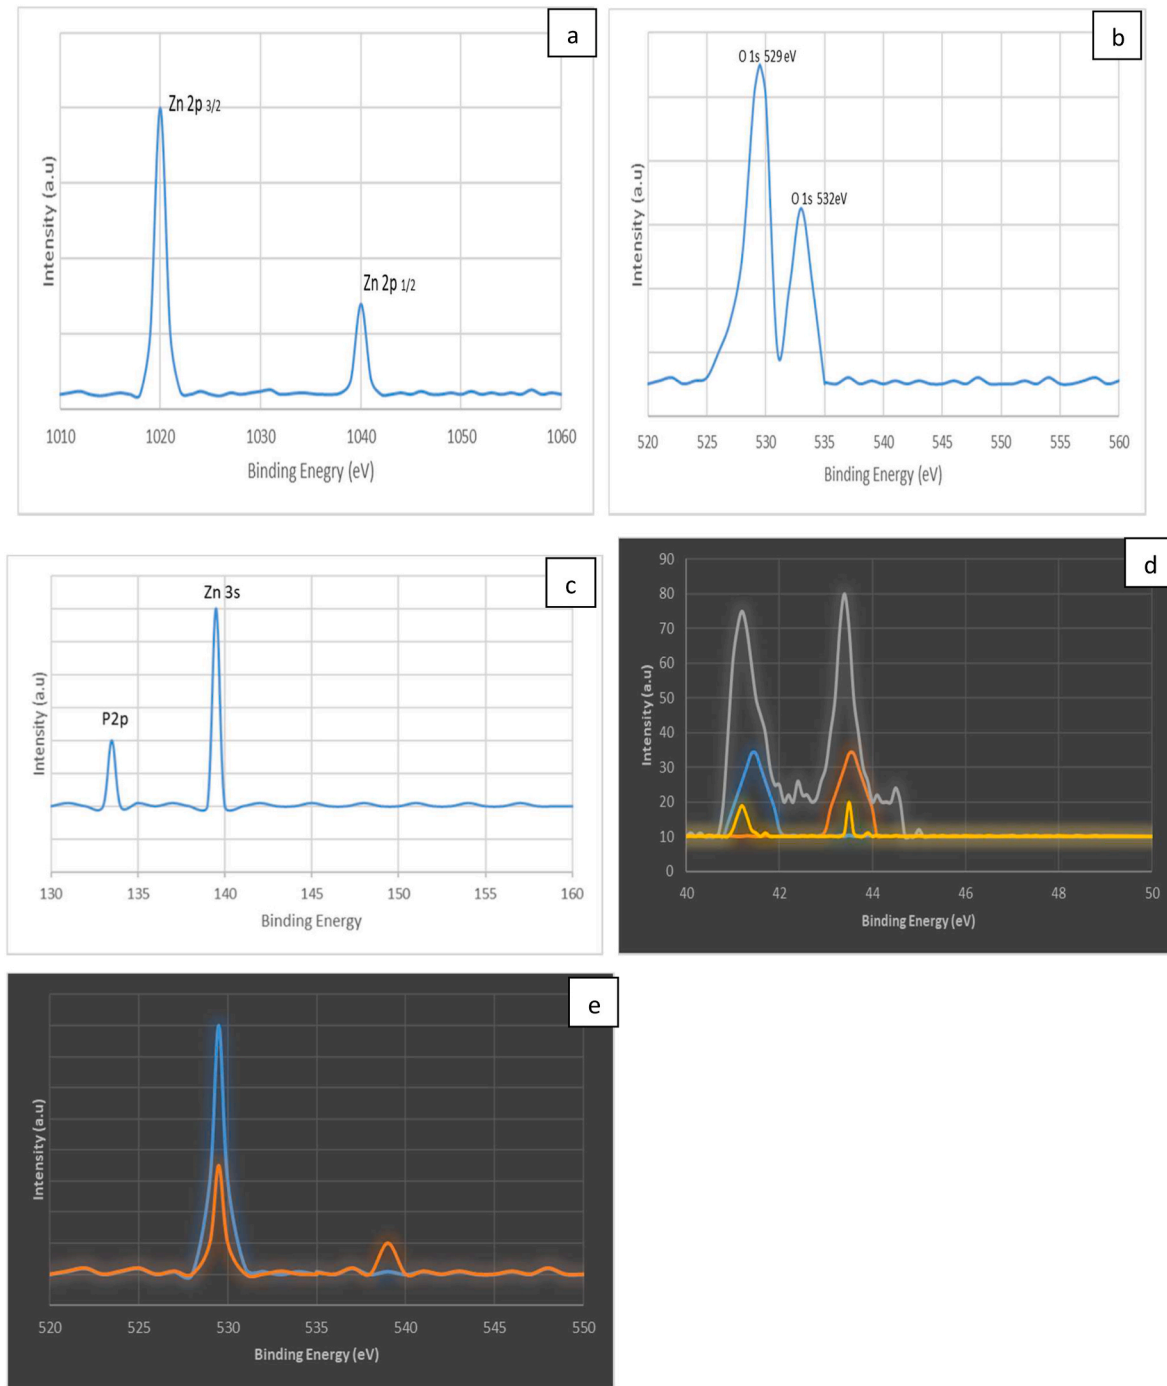 a
Zn 2p 3/2
Zn 2p 1/2
Intensity (a.u)
1010 1020 1030 1040 1050 1060
Binding Enegry (eV)
b
O 1s 529 eV
O 1s 532eV
Intensity (a.u)
520 525 530 535 540 545 550 555 560
Binding Energy (eV)
c
Zn 3s
P2p
Intensity (a.u)
130 135 140 145 150 155 160
Binding Energy
d
90
80
70
60
50
40
30
20
10
0
Intensity (a.u)
40 42 44 46 48 50
Binding Energy (eV)
e
Intensity (a.u)
520 525 530 535 540 545 550
Binding Energy (eV)